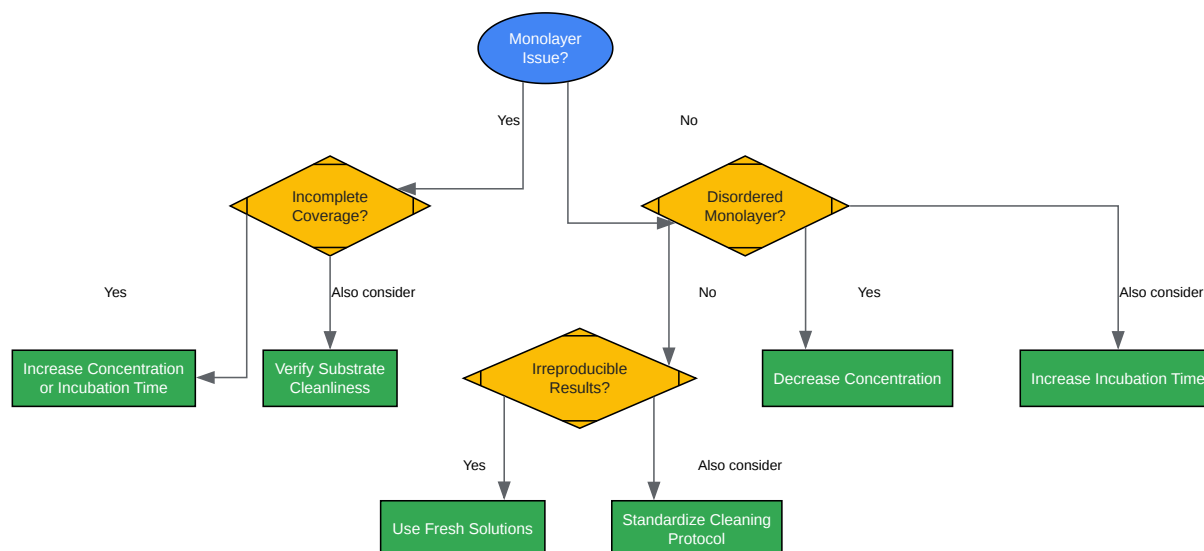 Monolayer
Issue?
Yes
No
Incomplete
Coverage?
Disordered
Monolayer?
Yes
Also consider
No
Yes
Also consider
Increase Concentration
or Incubation Time
Verify Substrate
Cleanliness
Irreproducible
Results?
Decrease Concentration
Increase Incubation Time
Yes
Also consider
Use Fresh Solutions
Standardize Cleaning
Protocol